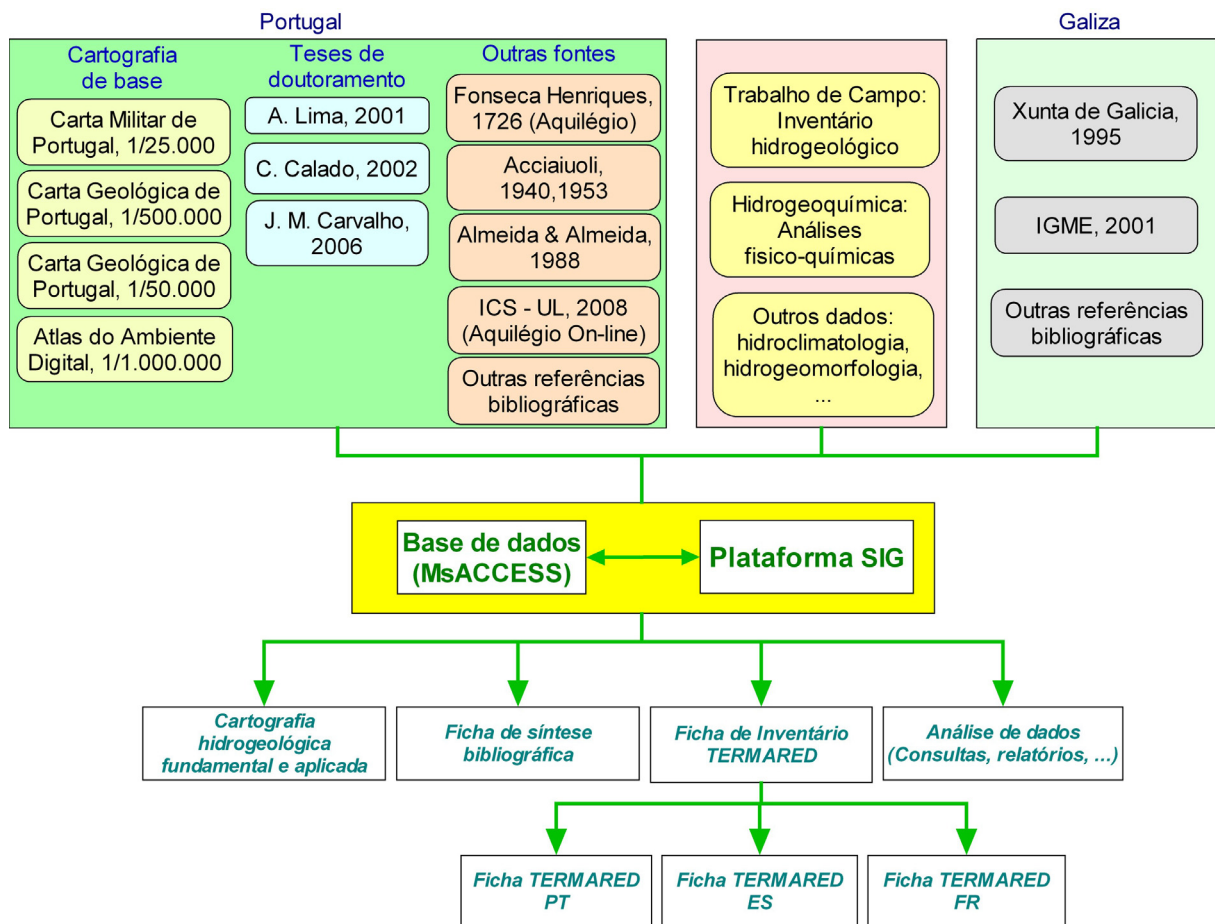 Portugal
Cartografia
de base
Carta Militar de
Portugal, 1/25.000
Carta Geológica de
Portugal, 1/500.000
Carta Geológica de
Portugal, 1/50.000
Atlas do Ambiente
Digital, 1/1.000.000
Teses de
doutoramento
A. Lima, 2001
C. Calado, 2002
J. M. Carvalho,
2006
Outras fontes
Fonseca Henriques,
1726 (Aquilégio)
Acciaiuoli,
1940,1953
Almeida & Almeida,
1988
ICS - UL, 2008
(Aquilégio On-line)
Outras referências
bibliográficas
Trabalho de Campo:
Inventário
hidrogeológico
Hidrogeoquímica:
Análises
fisico-químicas
Outros dados:
hidroclimatologia,
hidrogeomorfologia,
...
Galiza
Xunta de Galicia,
1995
IGME, 2001
Outras referências
bibliográficas
Base de dados
(MsACCESS)
Plataforma SIG
Cartografia
hidrogeológica
fundamental e aplicada
Ficha de síntese
bibliográfica
Ficha de Inventário
TERMARED
Análise de dados
(Consultas, relatórios, ...)
Ficha TERMARED
PT
Ficha TERMARED
ES
Ficha TERMARED
FR